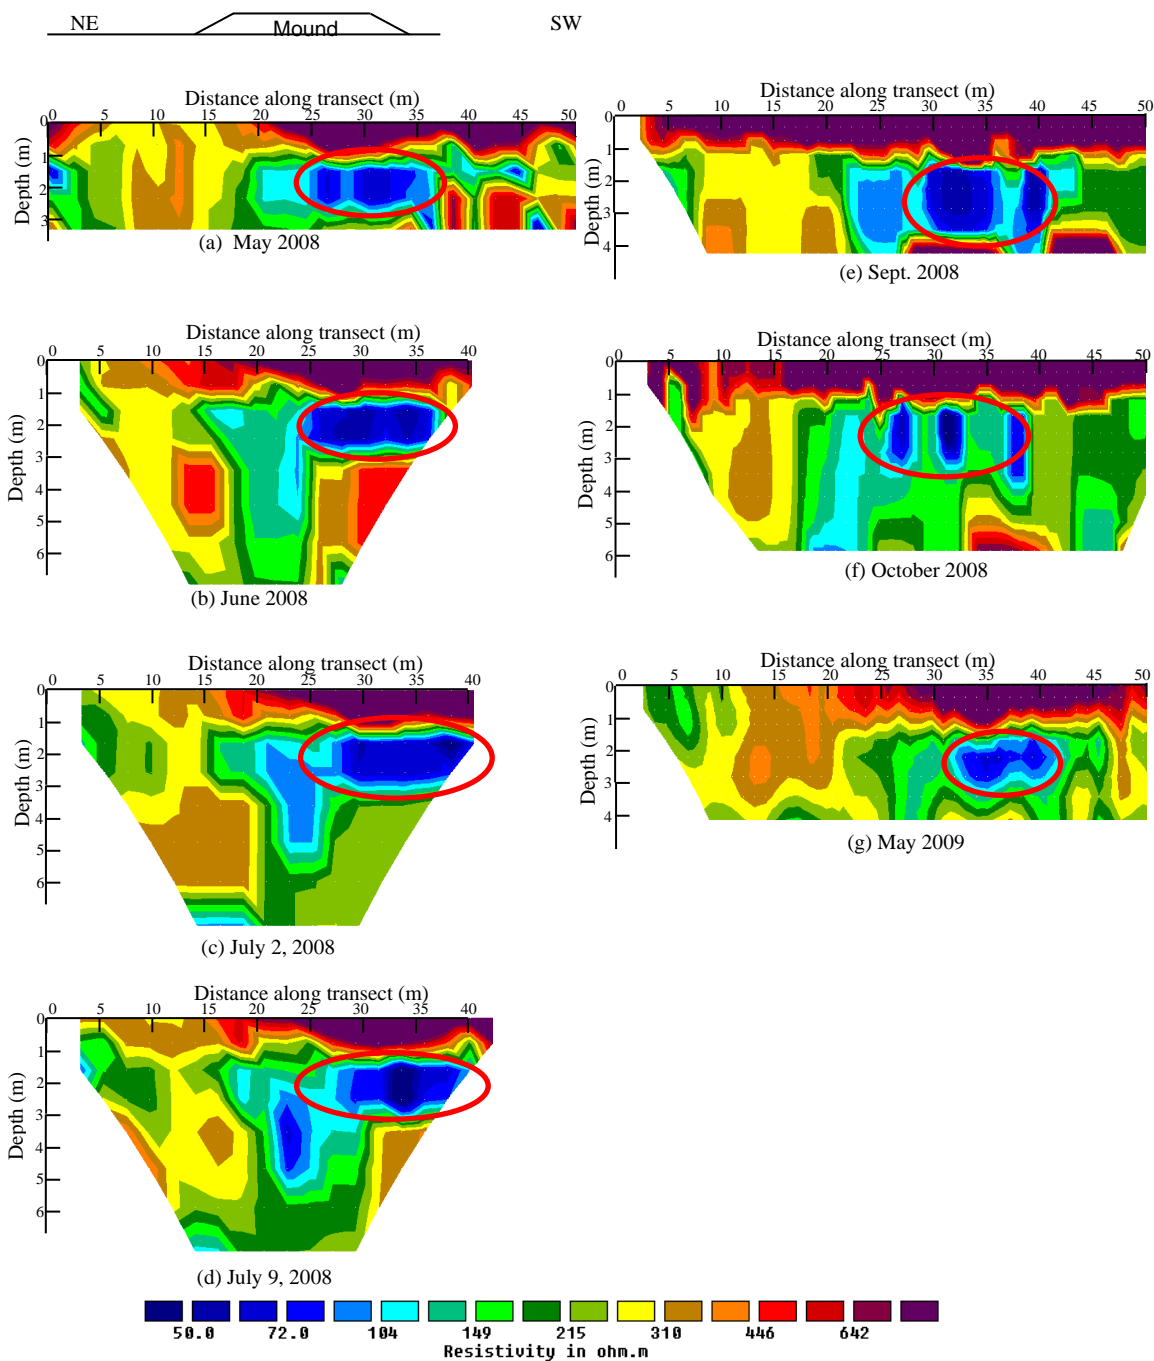 NE Mound SW
Distance along transect (m)
0 5 10 15 20 25 30 35 40 45 50
Depth (m)
1
2
3
(a) May 2008
Distance along transect (m)
0 5 10 15 20 25 30 35 40
Depth (m)
0
1
2
3
4
5
6
(b) June 2008
Distance along transect (m)
0 5 10 15 20 25 30 35 40
Depth (m)
0
1
2
3
4
5
6
(c) July 2, 2008
Distance along transect (m)
0 5 10 15 20 25 30 35 40
Depth (m)
0
1
2
3
4
5
6
(d) July 9, 2008
Distance along transect (m)
0 5 10 15 20 25 30 35 40 45 50
Depth (m)
0
1
2
3
4
(e) Sept. 2008
Distance along transect (m)
0 5 10 15 20 25 30 35 40 45 50
Depth (m)
0
1
2
3
4
5
6
(f) October 2008
Distance along transect (m)
0 5 10 15 20 25 30 35 40 45 50
Depth (m)
0
1
2
3
4
(g) May 2009
50.0 72.0 104 149 215 310 446 642
Resistivity in ohm.m